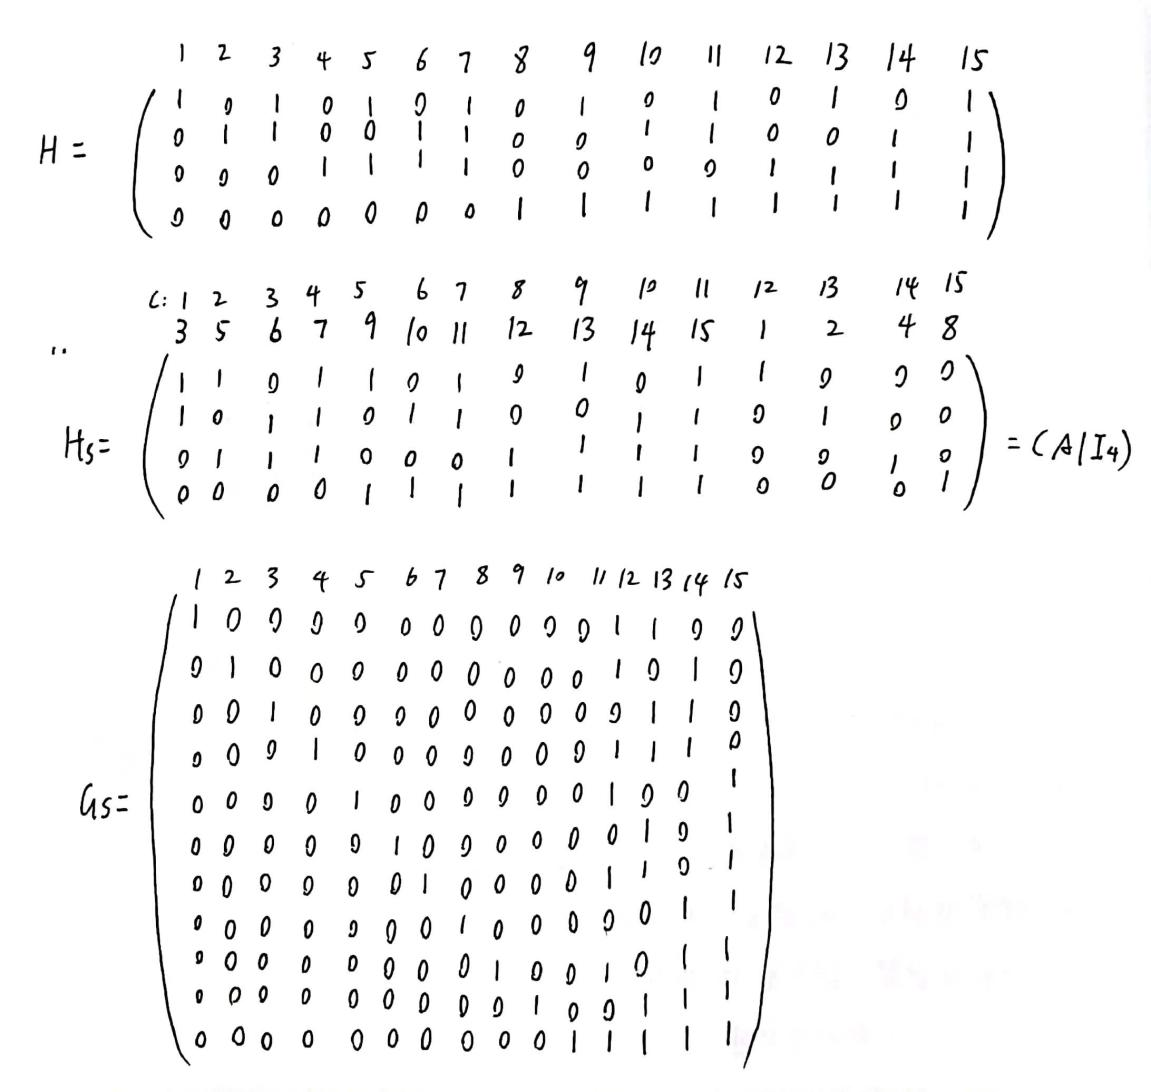 1 2 3 4 5 6 7 8 9 10 11 12 13 14 15
H = ( 1 0 1 0 1 0 1 0 1 0 1 0 1 0 1
0 1 1 0 0 1 1 0 0 1 1 0 0 1 1
0 0 0 1 1 1 1 0 0 0 0 1 1 1 1
0 0 0 0 0 0 0 1 1 1 1 1 1 1 1 )
C: 1 2 3 4 5 6 7 8 9 10 11 12 13 14 15
3 5 6 7 9 10 11 12 13 14 15 1 2 4 8
Hs = ( 1 1 0 1 1 0 1 0 1 0 1 1 0 0 0
1 0 1 1 0 1 1 0 0 1 1 0 1 0 0
0 1 1 1 0 0 0 1 1 1 1 0 0 1 0
0 0 0 0 1 1 1 1 1 1 1 0 0 0 1 ) = (A|I4)
1 2 3 4 5 6 7 8 9 10 11 12 13 14 15
Gs = ( 1 0 0 0 0 0 0 0 0 0 0 1 1 0 0
0 1 0 0 0 0 0 0 0 0 0 1 0 1 0
0 0 1 0 0 0 0 0 0 0 0 0 1 1 0
0 0 0 1 0 0 0 0 0 0 0 1 1 1 0
0 0 0 0 1 0 0 0 0 0 0 1 0 0 1
0 0 0 0 0 1 0 0 0 0 0 0 1 0 1
0 0 0 0 0 0 1 0 0 0 0 1 1 0 1
0 0 0 0 0 0 0 1 0 0 0 0 0 1 1
0 0 0 0 0 0 0 0 1 0 0 1 0 1 1
0 0 0 0 0 0 0 0 0 1 0 0 1 1 1
0 0 0 0 0 0 0 0 0 0 1 1 1 1 1 )